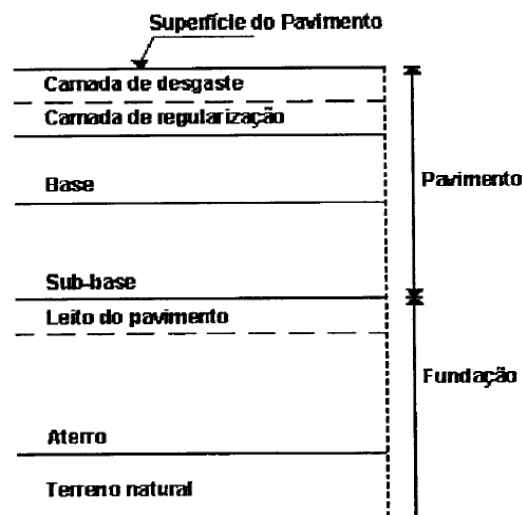 Superfície do Pavimento
Camada de desgaste
Camada de regularização
Base
Pavimento
Sub-base
Leito do pavimento
Fundação
Aterro
Terreno natural